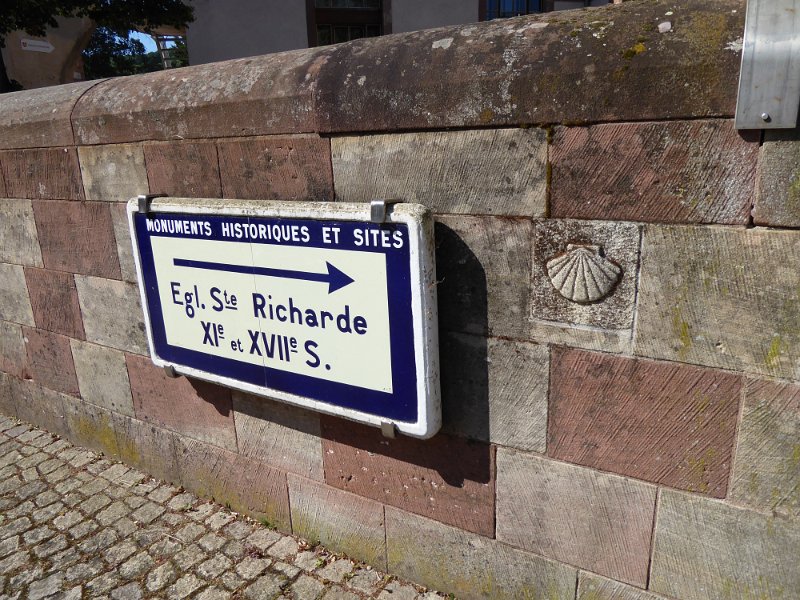 MONUMENTS HISTORIQUES ET SITES
Egl. Ste Richarde
XIe et XVIIe S.